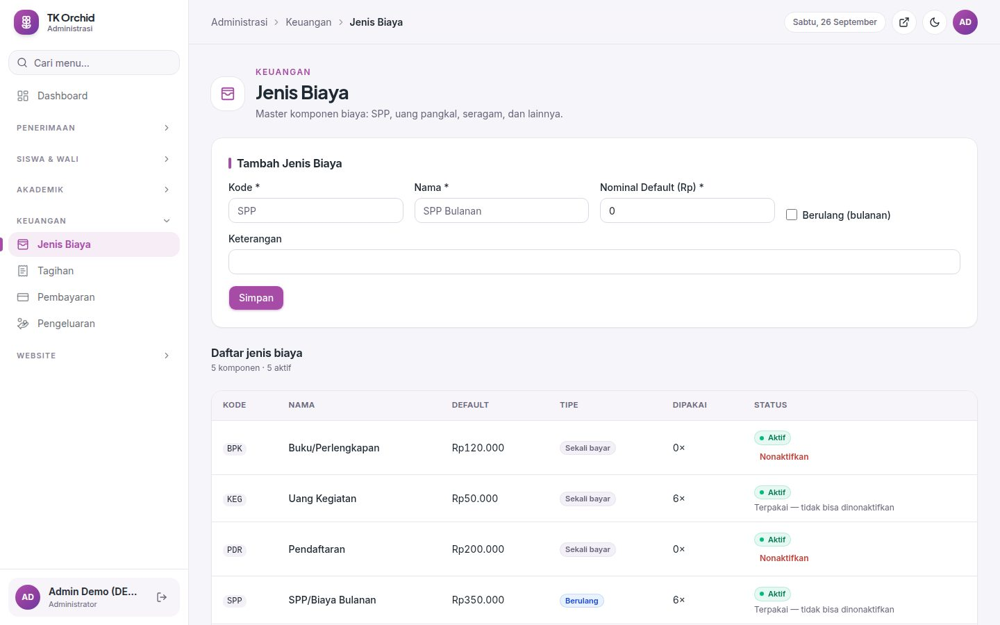 TK Orchid
Administrasi
Cari menu...
Dashboard
PENERIMAAN
SISWA & WALI
AKADEMIK
KEUANGAN
Jenis Biaya
Tagihan
Pembayaran
Pengeluaran
WEBSITE
AD
Admin Demo (DE...
Administrator
Administrasi > Keuangan > Jenis Biaya
Sabtu, 26 September
AD
KEUANGAN
Jenis Biaya
Master komponen biaya: SPP, uang pangkal, seragam, dan lainnya.
Tambah Jenis Biaya
Kode * Nama * Nominal Default (Rp) *
SPP SPP Bulanan 0 Berulang (bulanan)
Keterangan
Simpan
Daftar jenis biaya
5 komponen · 5 aktif
KODE NAMA DEFAULT TIPE DIPAKAI STATUS
BPK Buku/Perlengkapan Rp120.000 Sekali bayar 0× Aktif
Nonaktifkan
KEG Uang Kegiatan Rp50.000 Sekali bayar 6× Aktif
Terpakai — tidak bisa dinonaktifkan
PDR Pendaftaran Rp200.000 Sekali bayar 0× Aktif
Nonaktifkan
SPP SPP/Biaya Bulanan Rp350.000 Berulang 6× Aktif
Terpakai — tidak bisa dinonaktifkan